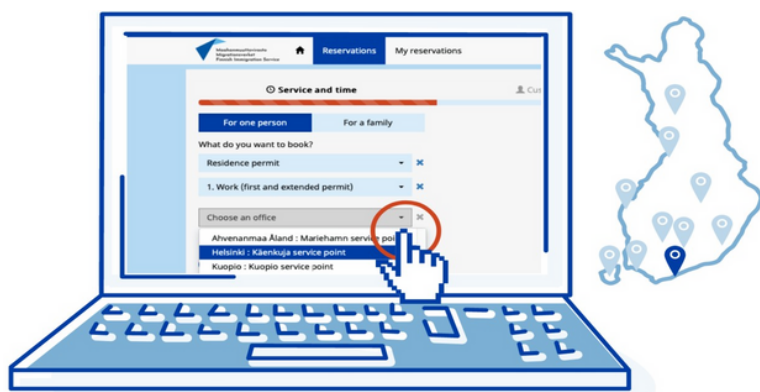 Maahanmuuttovirasto
Migrationsverket
Finnish Immigration Service
Reservations
My reservations
Service and time
Cus
For one person
For a family
What do you want to book?
Residence permit
1. Work (first and extended permit)
Choose an office
Ahvenanmaa Åland : Mariehamn service poi
Helsinki : Käenkuja service point
Kuopio : Kuopio service point